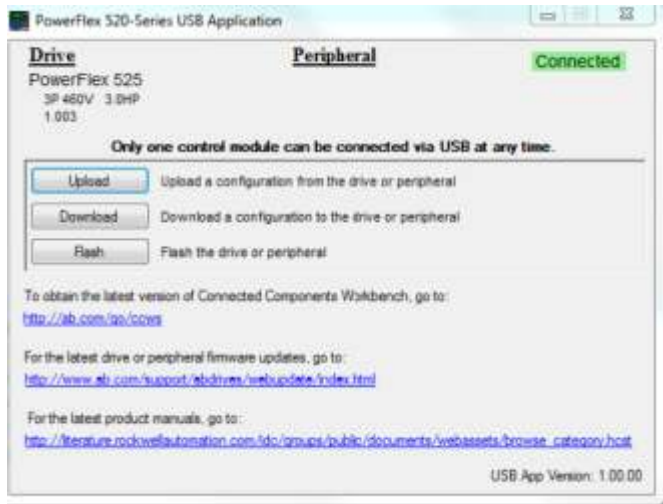 PowerFlex 520-Series USB Application
Drive
Peripheral
Connected
PowerFlex 525
3P 460V 3.0HP
1.003
Only one control module can be connected via USB at any time.
Upload
Upload a configuration from the drive or peripheral
Download
Download a configuration to the drive or peripheral
Flash
Flash the drive or peripheral
To obtain the latest version of Connected Components Workbench, go to:
http://ab.com/go/ccws
For the latest drive or peripheral firmware updates, go to:
http://www.ab.com/support/abdrives/webupdate/index.html
For the latest product manuals, go to:
http://literature.rockwellautomation.com/idc/groups/public/documents/webassets/browse_category.hcst
USB App Version: 1.00.00